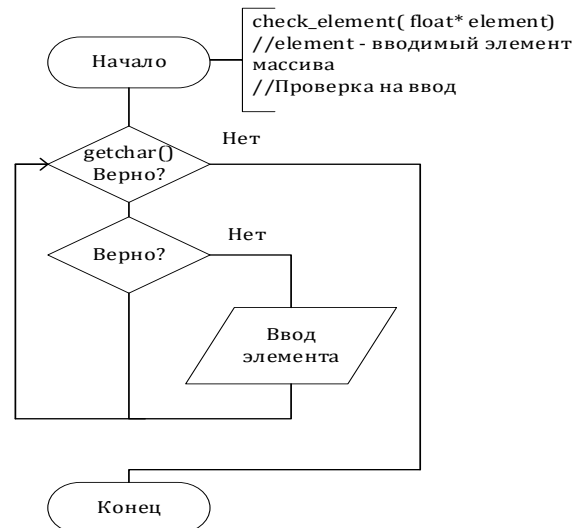 check_element( float* element)
//element - вводимый элемент
массива
//Проверка на ввод
Начало
Нет
getchar()
Верно?
Нет
Верно?
Ввод
элемента
Конец